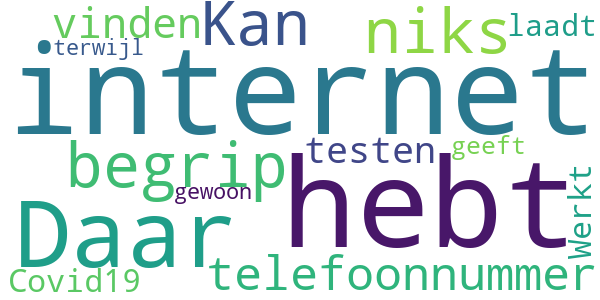 vinden Kan niks laadt
terwijl
internet
begrip testen geeft
gewoon hebt Werkt
Daar
Covid19 telefoonnummer